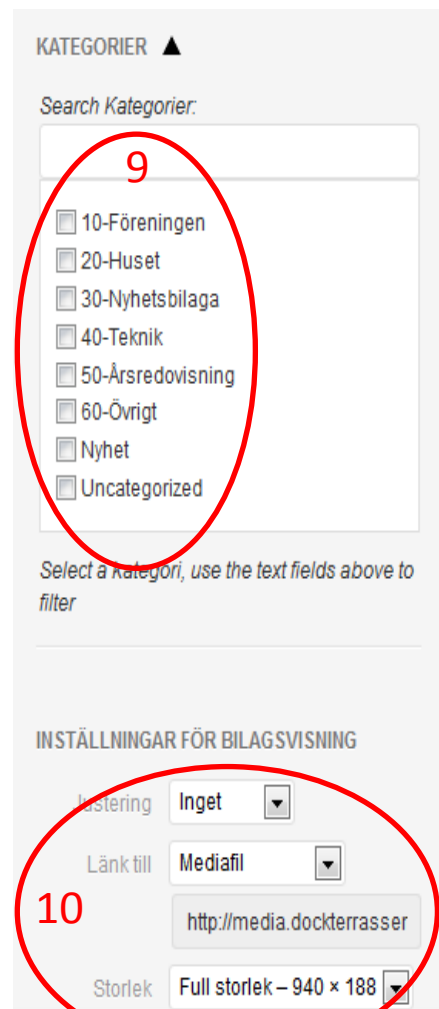 KATEGORIER ▲
Search Kategorier:
9
10-Föreningen
20-Huset
30-Nyhetsbilaga
40-Teknik
50-Årsredovisning
60-Övrigt
Nyhet
Uncategorized
Select a Kategori, use the text fields above to
filter
INSTÄLLNINGAR FÖR BILAGSVISNING
Justering Inget
Länk till Mediafil
10 http://media.dockterrasser
Storlek Full storlek – 940 × 188